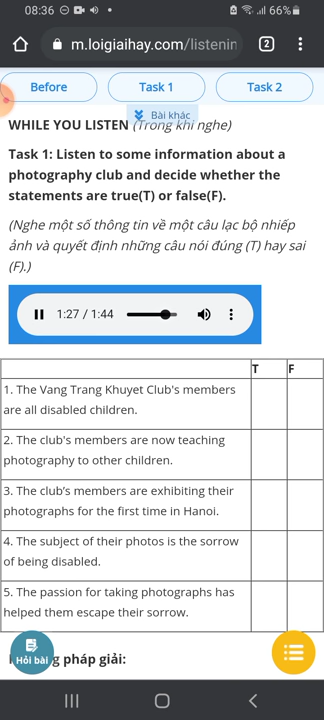 08:36
66%
m.loigiaihay.com/listenin
2
Before
Task 1
Task 2
Bài khác
WHILE YOU LISTEN (Trong khi nghe)
Task 1: Listen to some information about a
photography club and decide whether the
statements are true(T) or false(F).
(Nghe một số thông tin về một câu lạc bộ nhiếp
ảnh và quyết định những câu nói đúng (T) hay sai
(F).)
1:27 / 1:44
T F
1. The Vang Trang Khuyet Club's members
are all disabled children.
2. The club's members are now teaching
photography to other children.
3. The club’s members are exhibiting their
photographs for the first time in Hanoi.
4. The subject of their photos is the sorrow
of being disabled.
5. The passion for taking photographs has
helped them escape their sorrow.
Hỏi bài
g pháp giải: